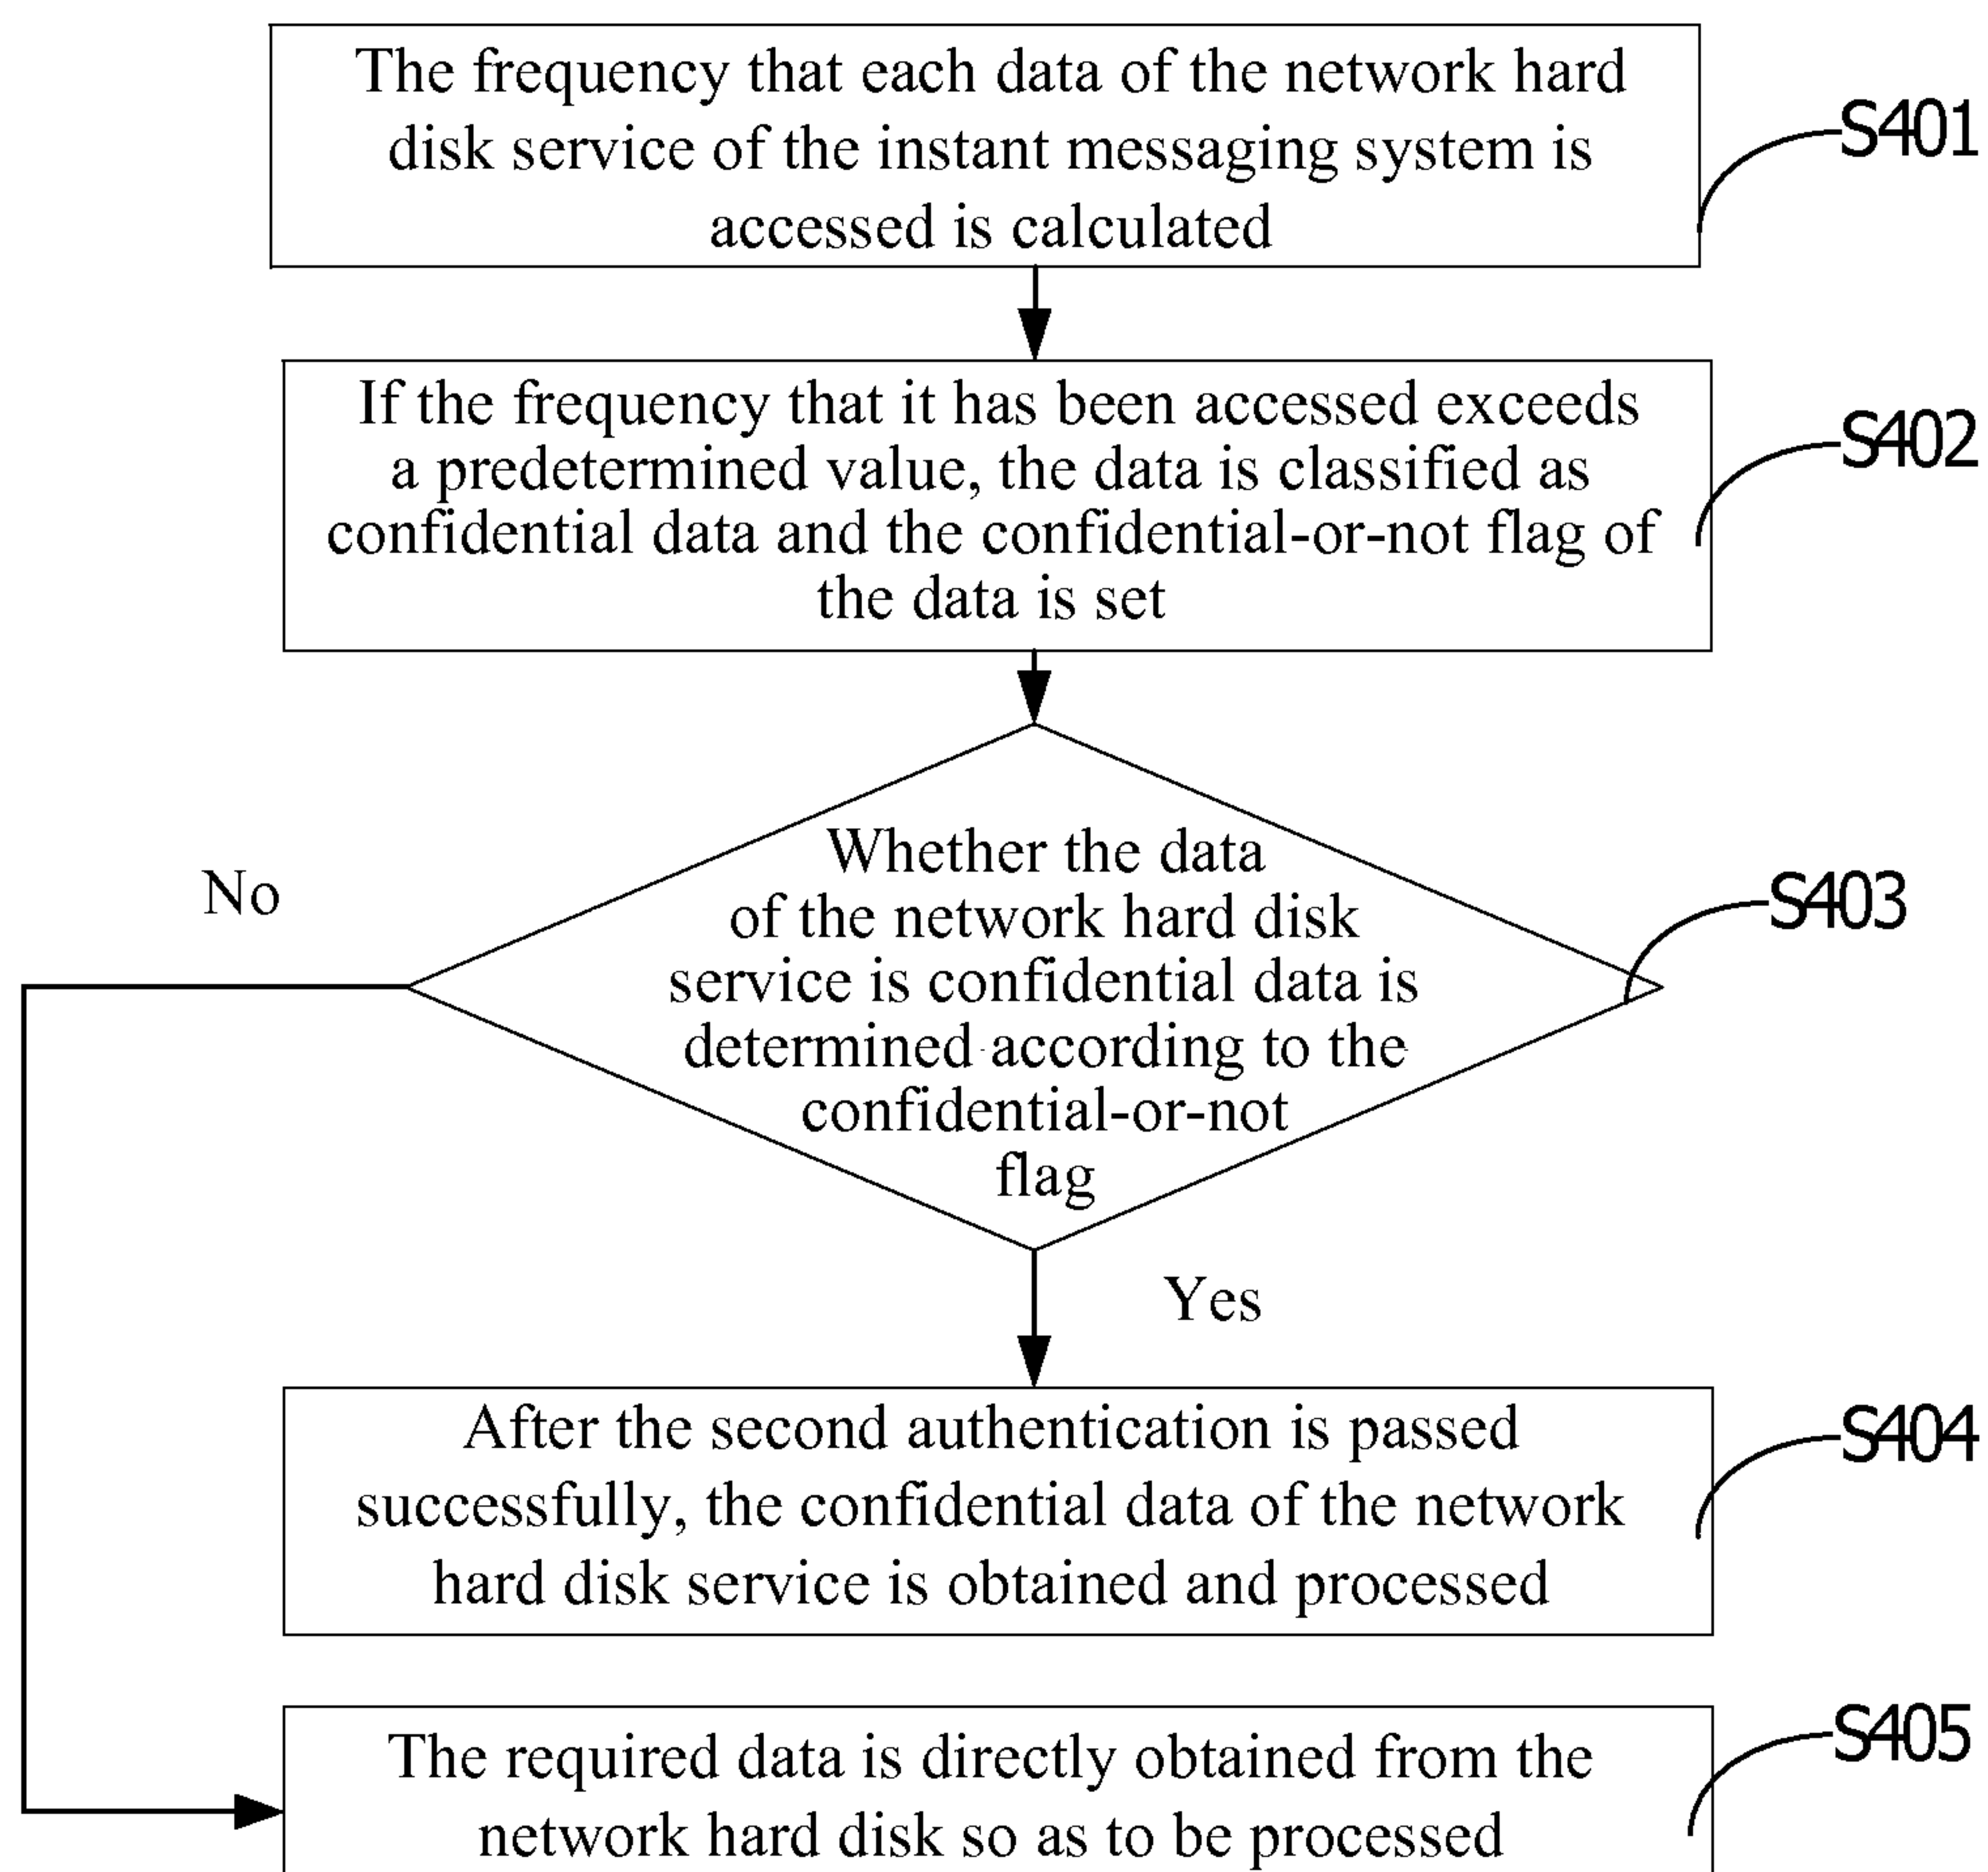 The frequency that each data of the network hard
disk service of the instant messaging system is
accessed is calculated
S401
If the frequency that it has been accessed exceeds
a predetermined value, the data is classified as
confidential data and the confidential-or-not flag of
the data is set
S402
Whether the data
of the network hard disk
service is confidential data is
determined according to the
confidential-or-not
flag
S403
No
Yes
After the second authentication is passed
successfully, the confidential data of the network
hard disk service is obtained and processed
S404
The required data is directly obtained from the
network hard disk so as to be processed
S405